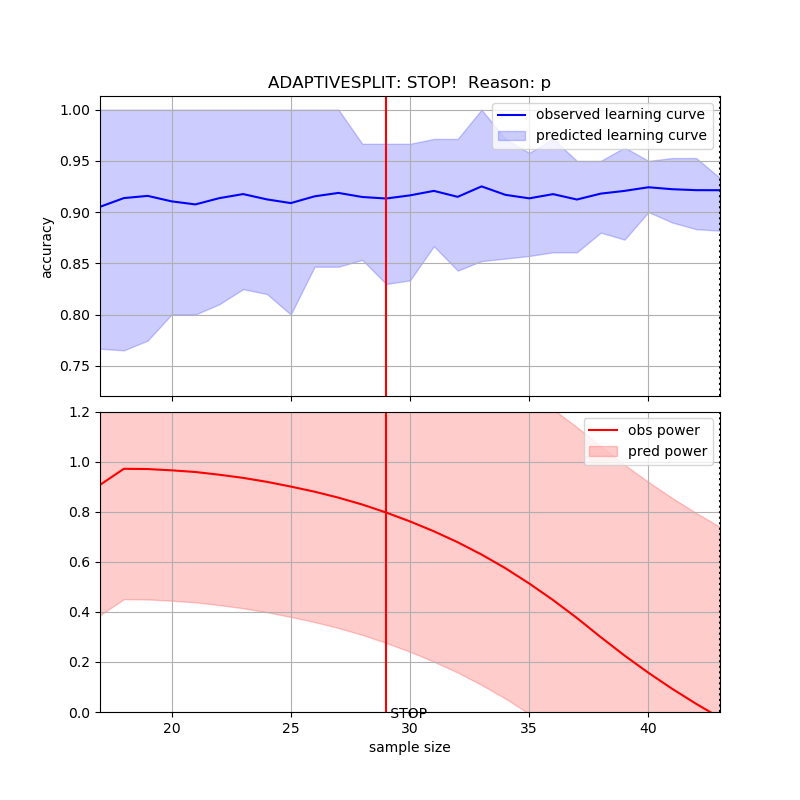 ADAPTIVESPLIT: STOP!  Reason: p
1.00
0.95
0.90
0.85
0.80
0.75
accuracy
observed learning curve
predicted learning curve
1.2
1.0
0.8
0.6
0.4
0.2
0.0
obs power
pred power
STOP
20
25
30
35
40
sample size